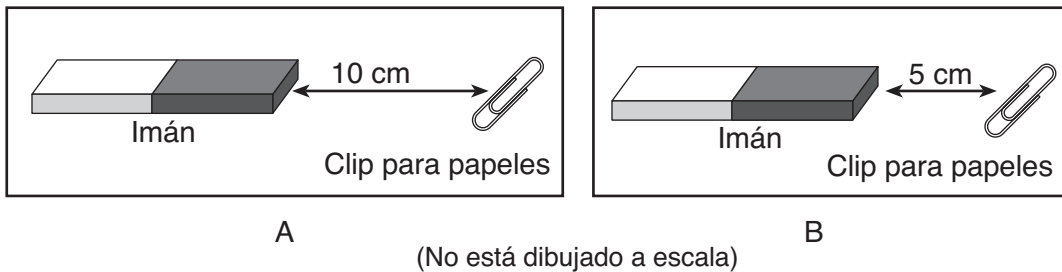 10 cm
Imán
Clip para papeles
A
5 cm
Imán
Clip para papeles
B
(No está dibujado a escala)